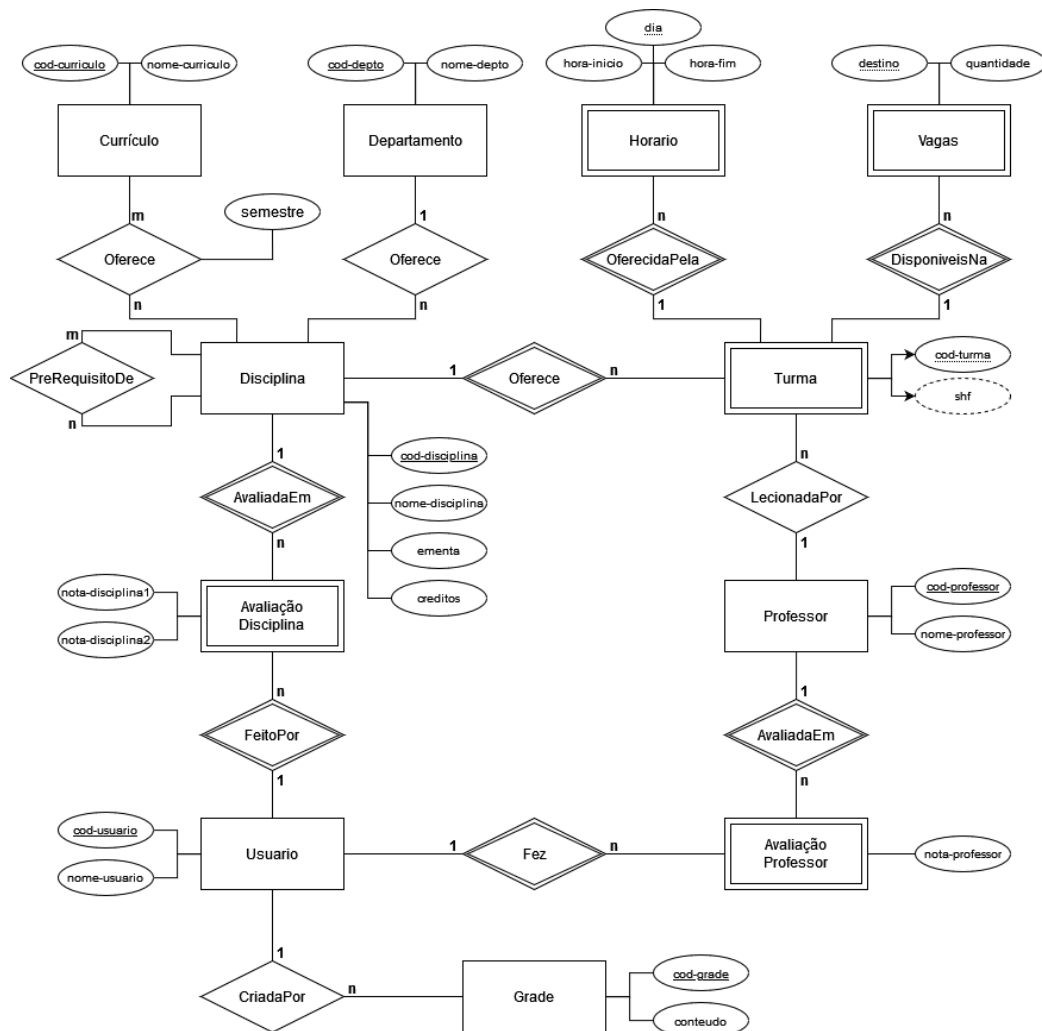 dia
cod-curriculo
nome-curriculo
cod-depto
nome-depto
hora-inicio
hora-fim
destino
quantidade
Currículo
Departamento
Horario
Vagas
m
1
n
n
semestre
Oferece
Oferece
OferecidaPela
DisponiveisNa
n
n
1
1
m
PreRequisitoDe
n
Disciplina
1
Oferece
n
Turma
cod-turma
shf
1
AvaliadaEm
n
cod-disciplina
nome-disciplina
ementa
creditos
n
LecionadaPor
1
nota-disciplina1
nota-disciplina2
Avaliação
Disciplina
Professor
cod-professor
nome-professor
n
FeitoPor
1
1
AvaliadaEm
n
cod-usuario
nome-usuario
Usuario
1
Fez
n
Avaliação
Professor
nota-professor
1
CriadaPor
n
Grade
cod-grade
conteudo